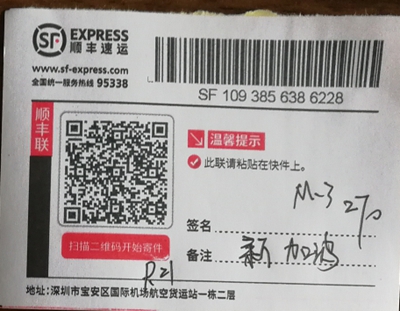 SF EXPRESS
顺丰速运
www.sf-express.com
全国统一服务热线 95338
SF 109 385 638 6228
顺丰联
温馨提示
此联请粘贴在快件上。
M-3
签名
扫描二维码开始寄件
备注 新加坡
R21
地址:深圳市宝安区国际机场航空货运站一栋二层